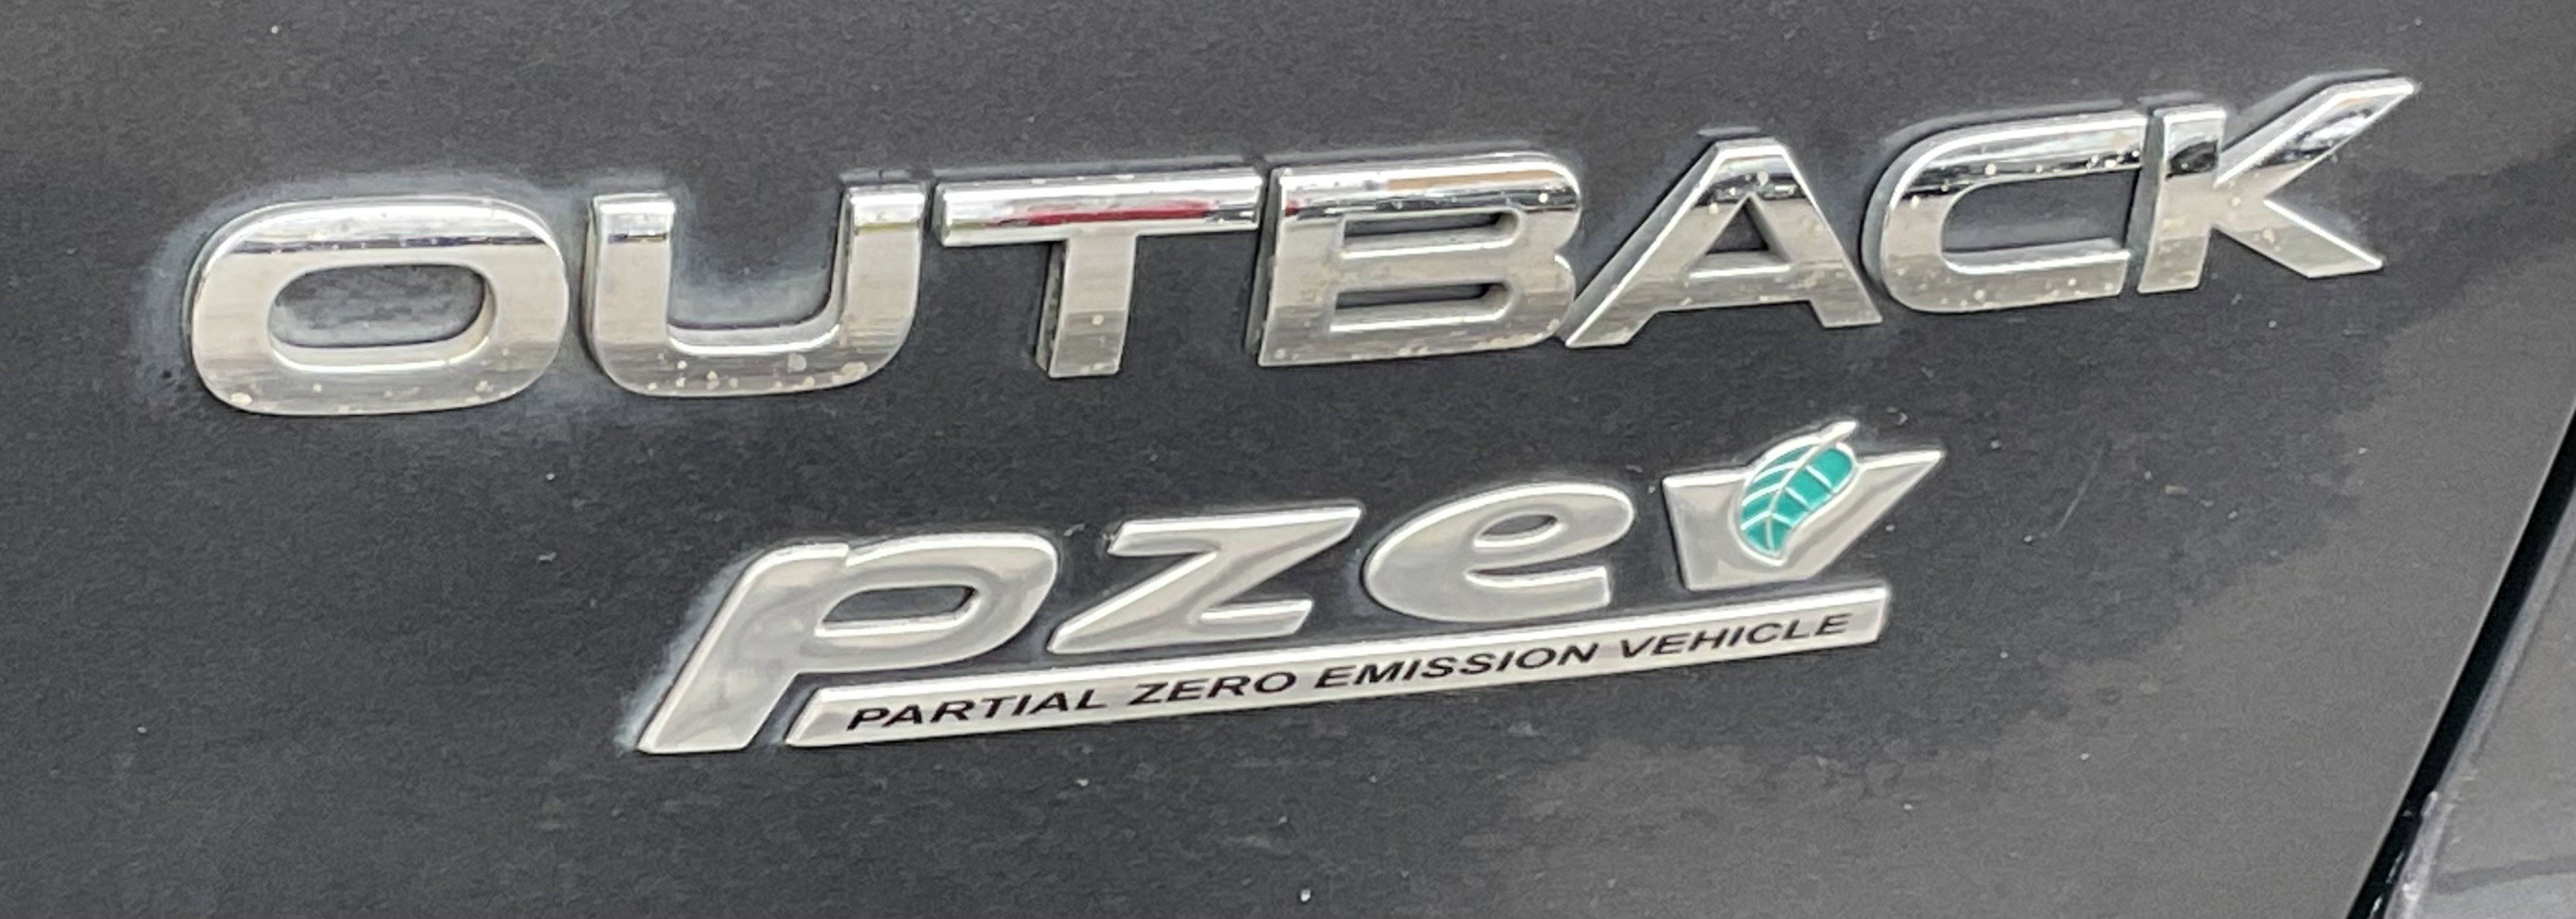 OUTBACK
pzev
PARTIAL ZERO EMISSION VEHICLE